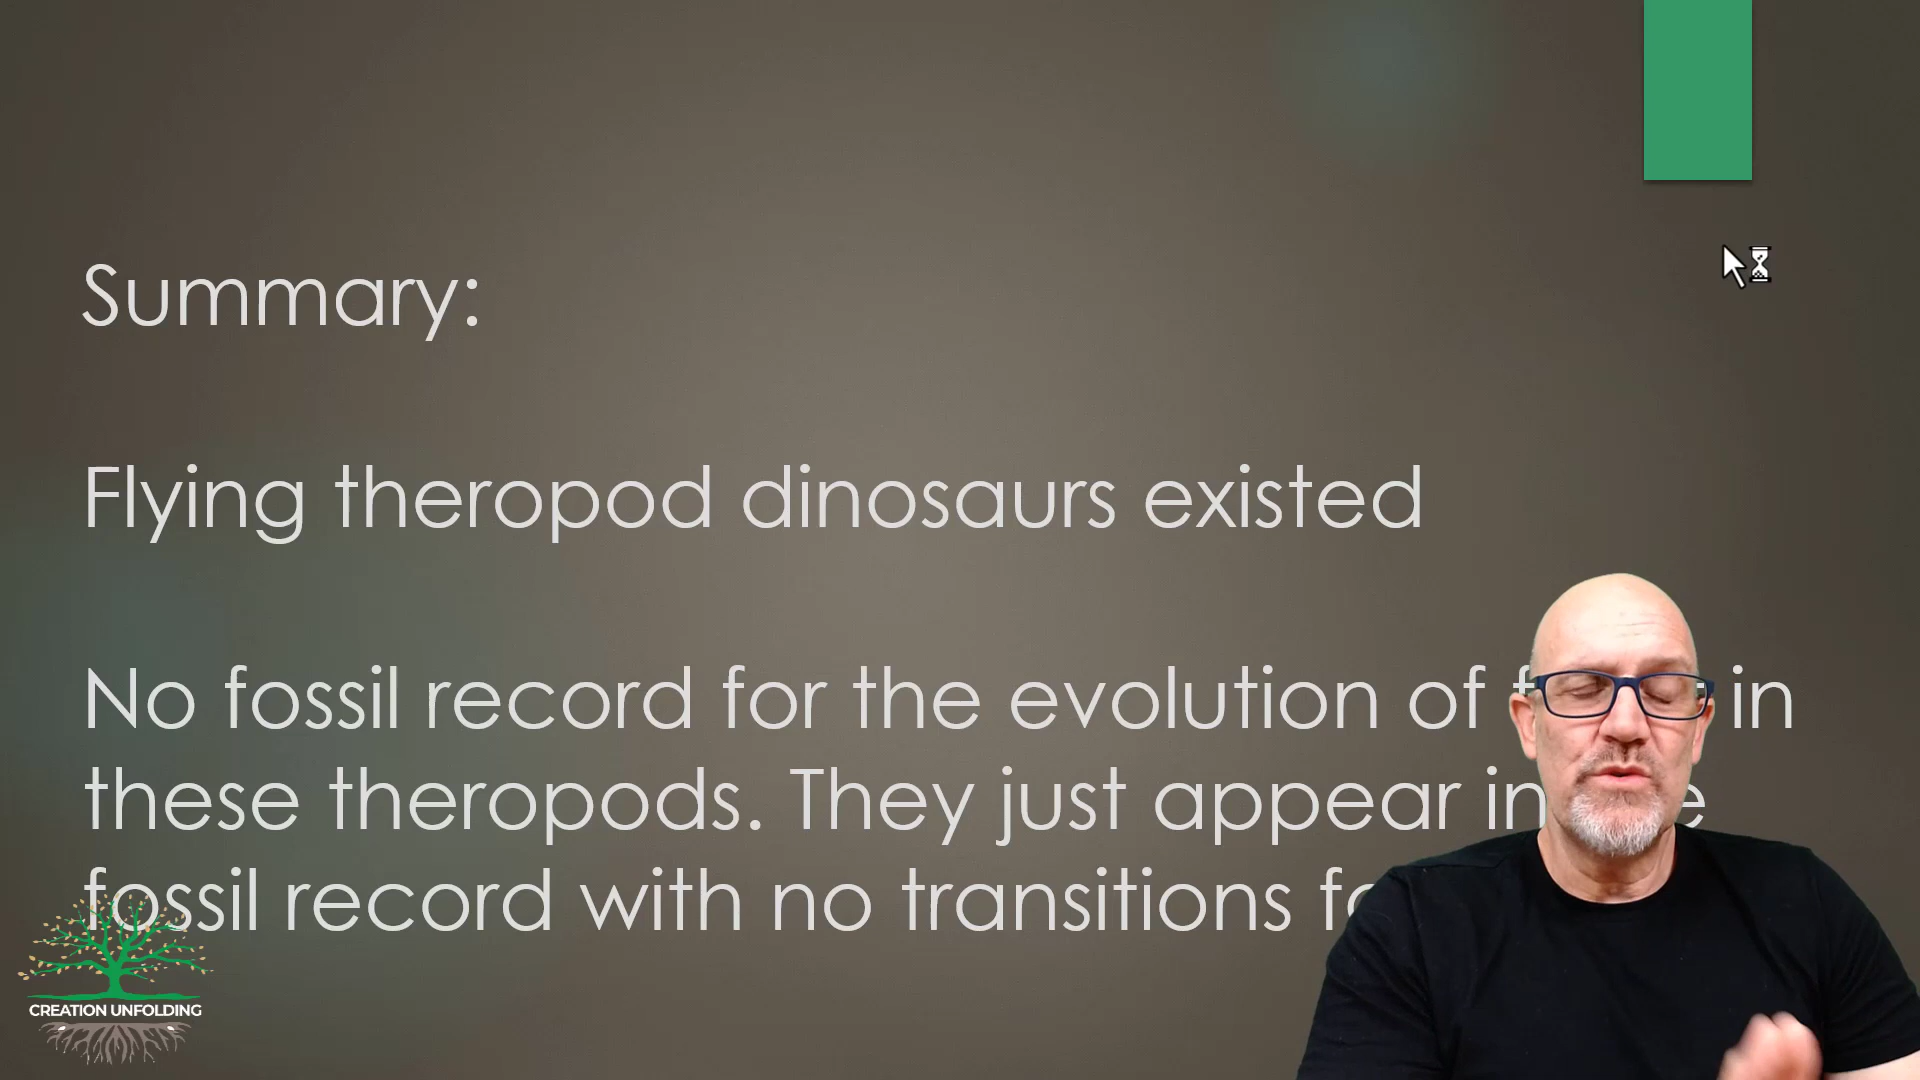 Summary:
Flying theropod dinosaurs existed
No fossil record for the evolution of in
these theropods. They just appear in
fossil record with no transitions
CREATION UNFOLDING